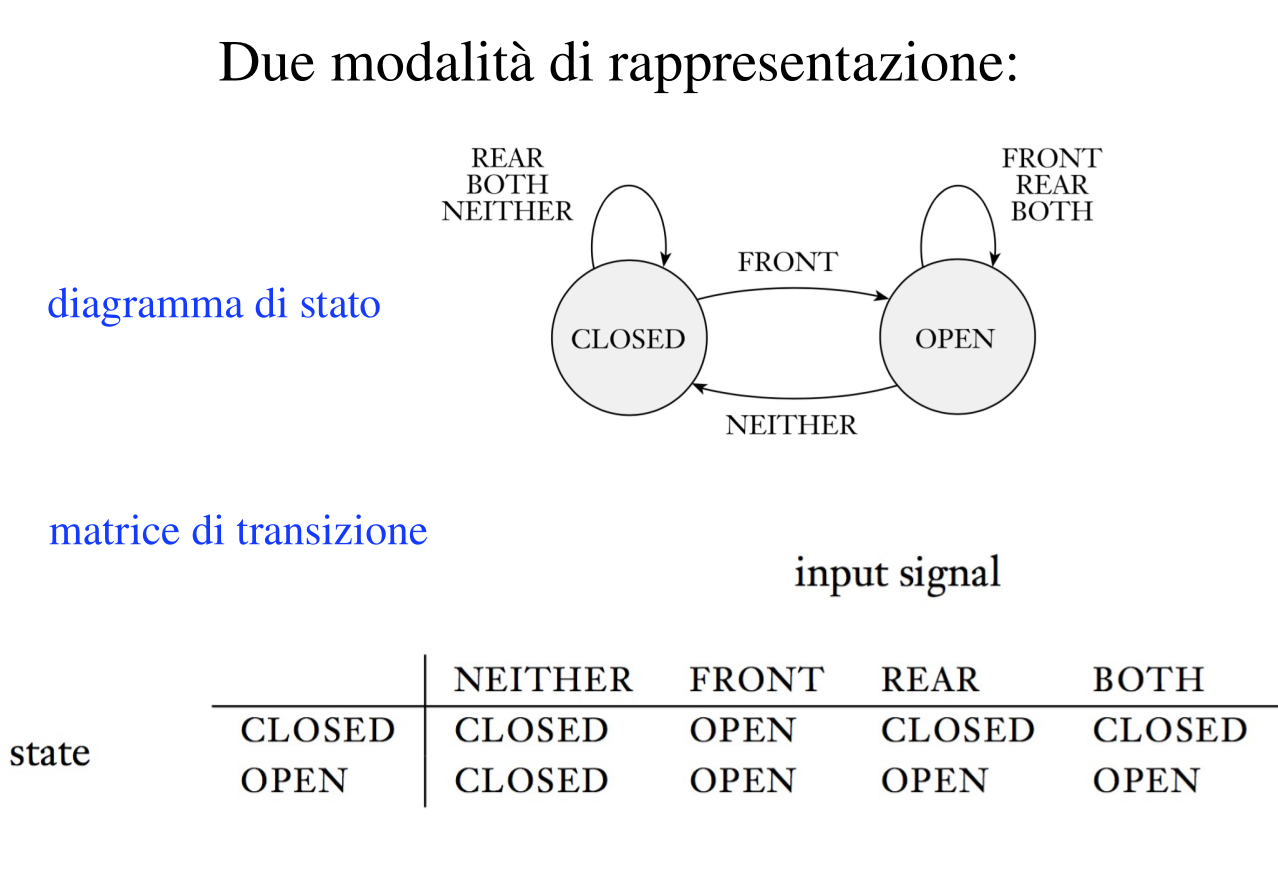 Due modalità di rappresentazione:
REAR
BOTH
NEITHER
FRONT
REAR
BOTH
FRONT
diagramma di stato
CLOSED
OPEN
NEITHER
matrice di transizione
input signal
NEITHER FRONT REAR BOTH
CLOSED CLOSED OPEN CLOSED CLOSED
state
OPEN CLOSED OPEN OPEN OPEN